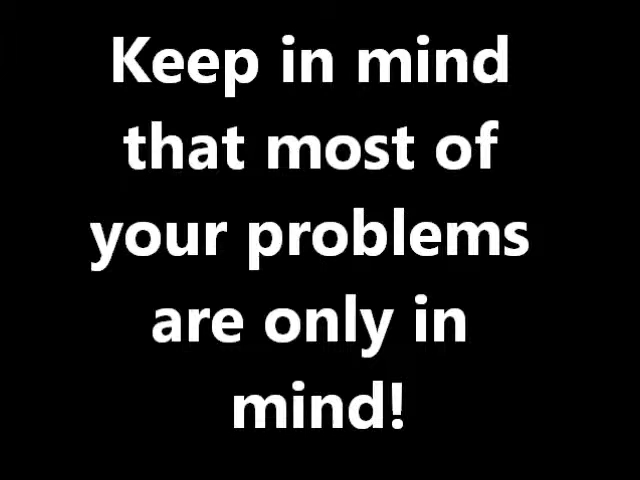 Keep in mind
that most of
your problems
are only in
mind!